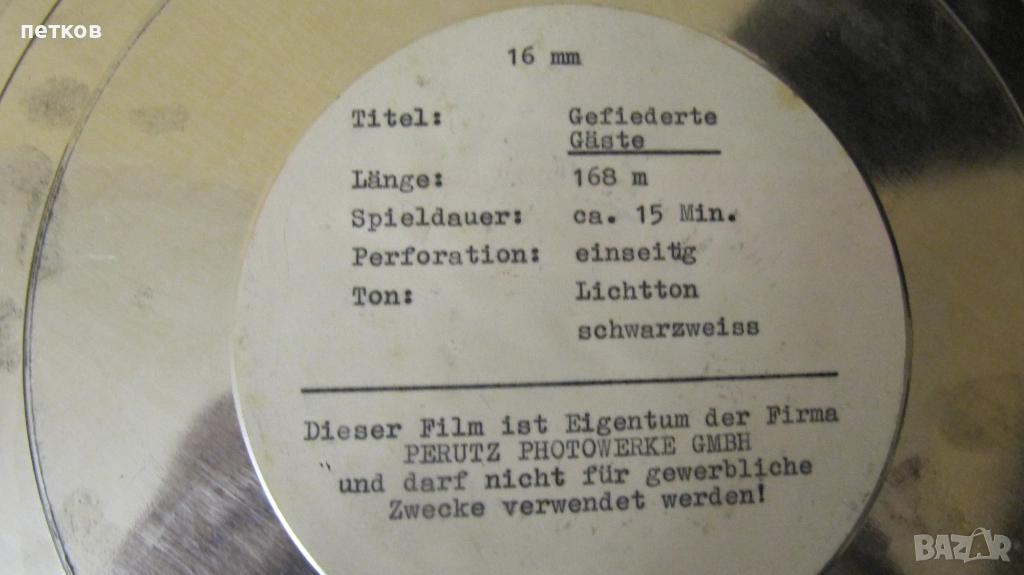 петков
16 mm
Titel: Gefiederte
Gäste
Länge: 168 m
Spieldauer: ca. 15 Min.
Perforation: einseitg
Ton: Lichtton
schwarzweiss
Dieser Film ist Eigentum der Firma
PERUTZ PHOTOWERKE GMBH
und darf nicht für gewerbliche
Zwecke verwendet werden!
BAZAR